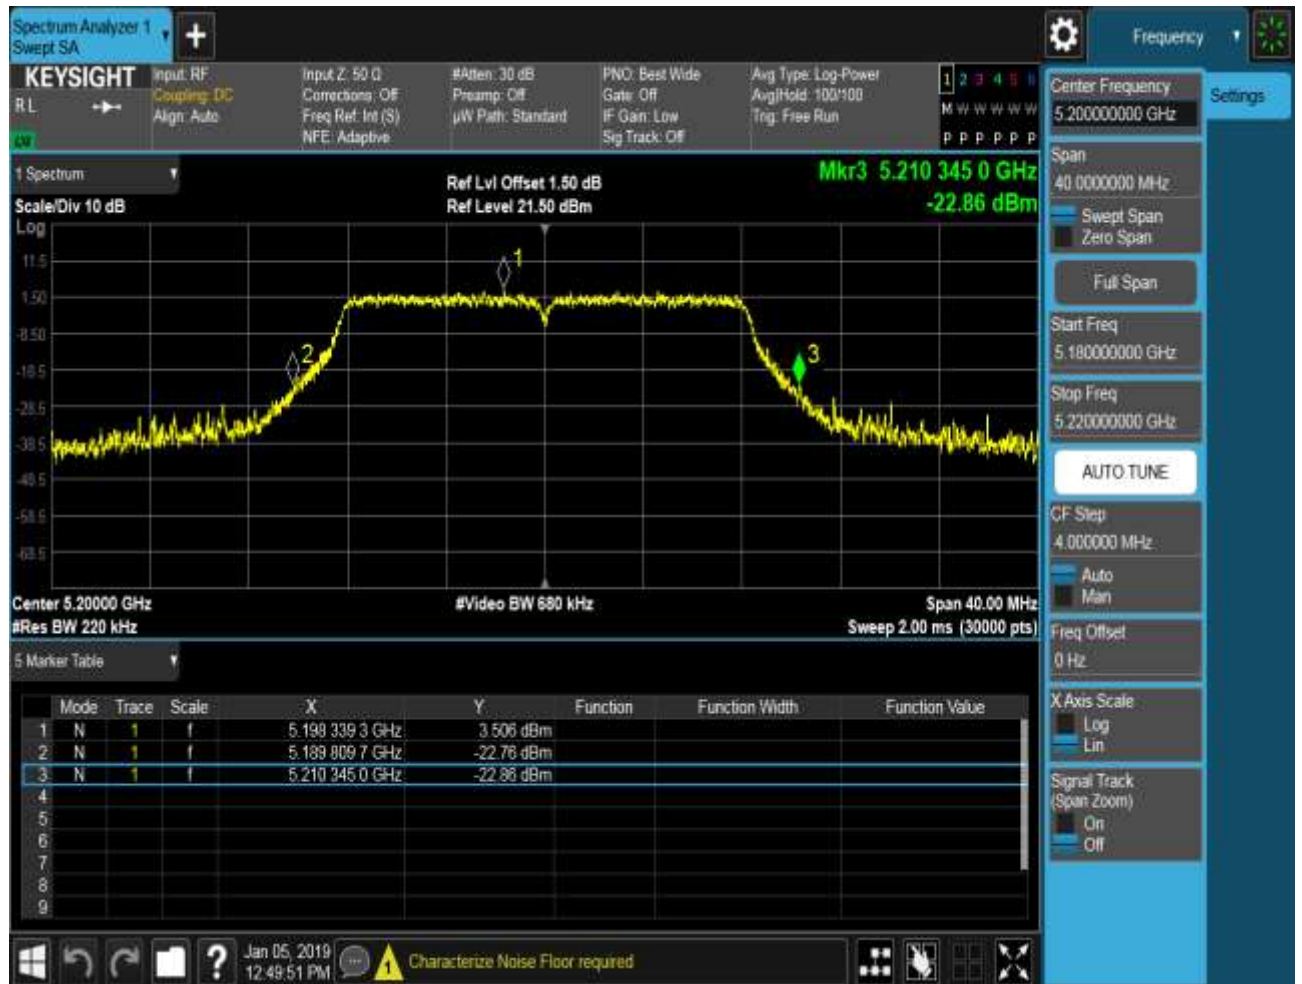 Spectrum Analyzer 1
Swept SA
+
Frequency
KEYSIGHT
R L
Input: RF
Coupling: DC
Align: Auto
Input Z: 50 Ω
Corrections: Off
Freq Ref: Int (S)
NFE: Adaptive
#Atten: 30 dB
Preamp: Off
µW Path: Standard
PNO: Best Wide
Gate: Off
IF Gain: Low
Sig Track: Off
Avg Type: Log-Power
Avg|Hold: 100/100
Trig: Free Run
1 2 3 4 5 6
M W W W W W
P P P P P P
1 Spectrum
Scale/Div 10 dB
Ref Lvl Offset 1.50 dB
Ref Level 21.50 dBm
Mkr3 5.210 345 0 GHz
-22.86 dBm
Log
11.5
1.50
-8.50
-18.5
-28.5
-38.5
-48.5
-58.5
-68.5
1
2
3
Center 5.20000 GHz
#Video BW 680 kHz
Span 40.00 MHz
#Res BW 220 kHz
Sweep 2.00 ms (30000 pts)
5 Marker Table
Mode Trace Scale X Y Function Function Width Function Value
1 N 1 f 5.198 339 3 GHz 3.506 dBm
2 N 1 f 5.189 809 7 GHz -22.76 dBm
3 N 1 f 5.210 345 0 GHz -22.86 dBm
4
5
6
7
8
9
Center Frequency
5.200000000 GHz
Settings
Span
40.0000000 MHz
Swept Span
Zero Span
Full Span
Start Freq
5.180000000 GHz
Stop Freq
5.220000000 GHz
AUTO TUNE
CF Step
4.000000 MHz
Auto
Man
Freq Offset
0 Hz
X Axis Scale
Log
Lin
Signal Track
(Span Zoom)
On
Off
?
Jan 05, 2019
12:49:51 PM
1
Characterize Noise Floor required